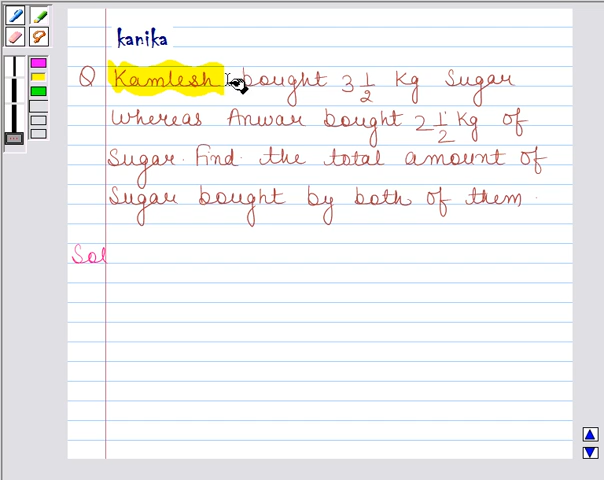 kanika
Q Kamlesh bought 3 1/2 Kg Sugar
whereas Anwar bought 2 1/2 Kg of
Sugar. Find the total amount of
Sugar bought by both of them.
Sol